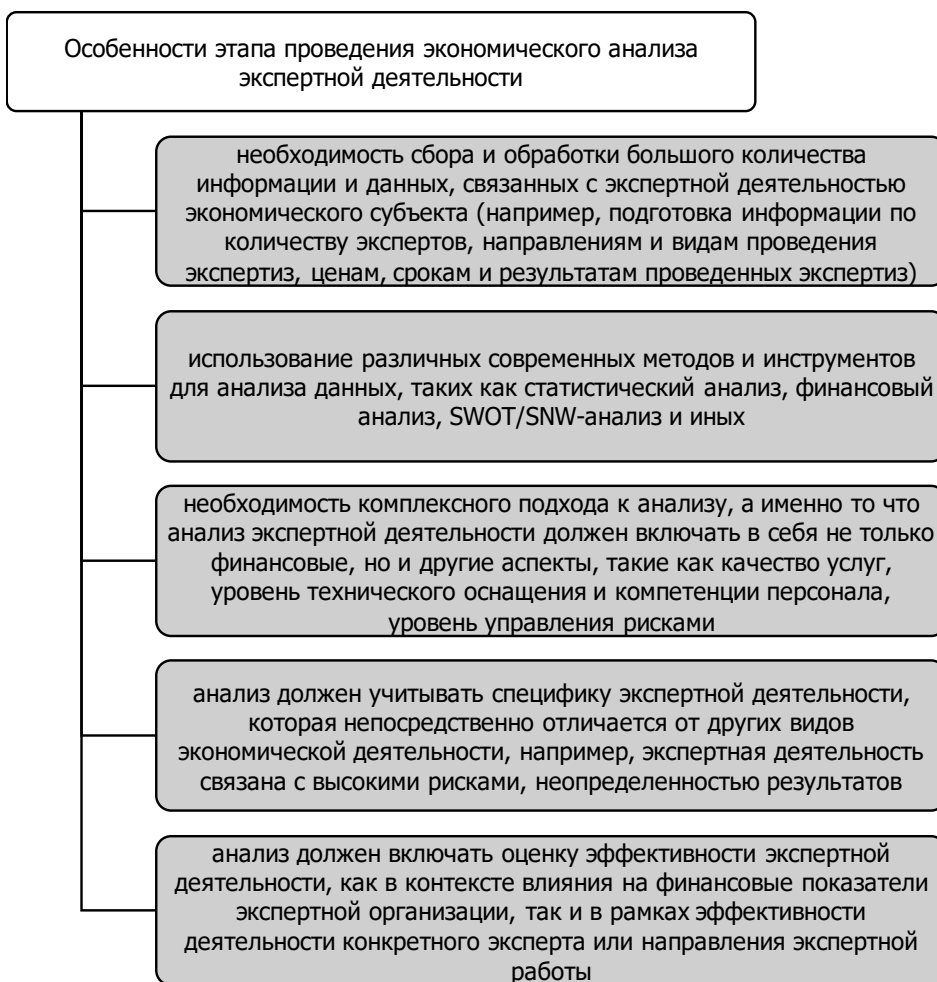 Особенности этапа проведения экономического анализа
экспертной деятельности
необходимость сбора и обработки большого количества
информации и данных, связанных с экспертной деятельностью
экономического субъекта (например, подготовка информации по
количеству экспертов, направлениям и видам проведения
экспертиз, ценам, срокам и результатам проведенных экспертиз)
использование различных современных методов и инструментов
для анализа данных, таких как статистический анализ, финансовый
анализ, SWOT/SNW-анализ и иных
необходимость комплексного подхода к анализу, а именно то что
анализ экспертной деятельности должен включать в себя не только
финансовые, но и другие аспекты, такие как качество услуг,
уровень технического оснащения и компетенции персонала,
уровень управления рисками
анализ должен учитывать специфику экспертной деятельности,
которая непосредственно отличается от других видов
экономической деятельности, например, экспертная деятельность
связана с высокими рисками, неопределенностью результатов
анализ должен включать оценку эффективности экспертной
деятельности, как в контексте влияния на финансовые показатели
экспертной организации, так и в рамках эффективности
деятельности конкретного эксперта или направления экспертной
работы